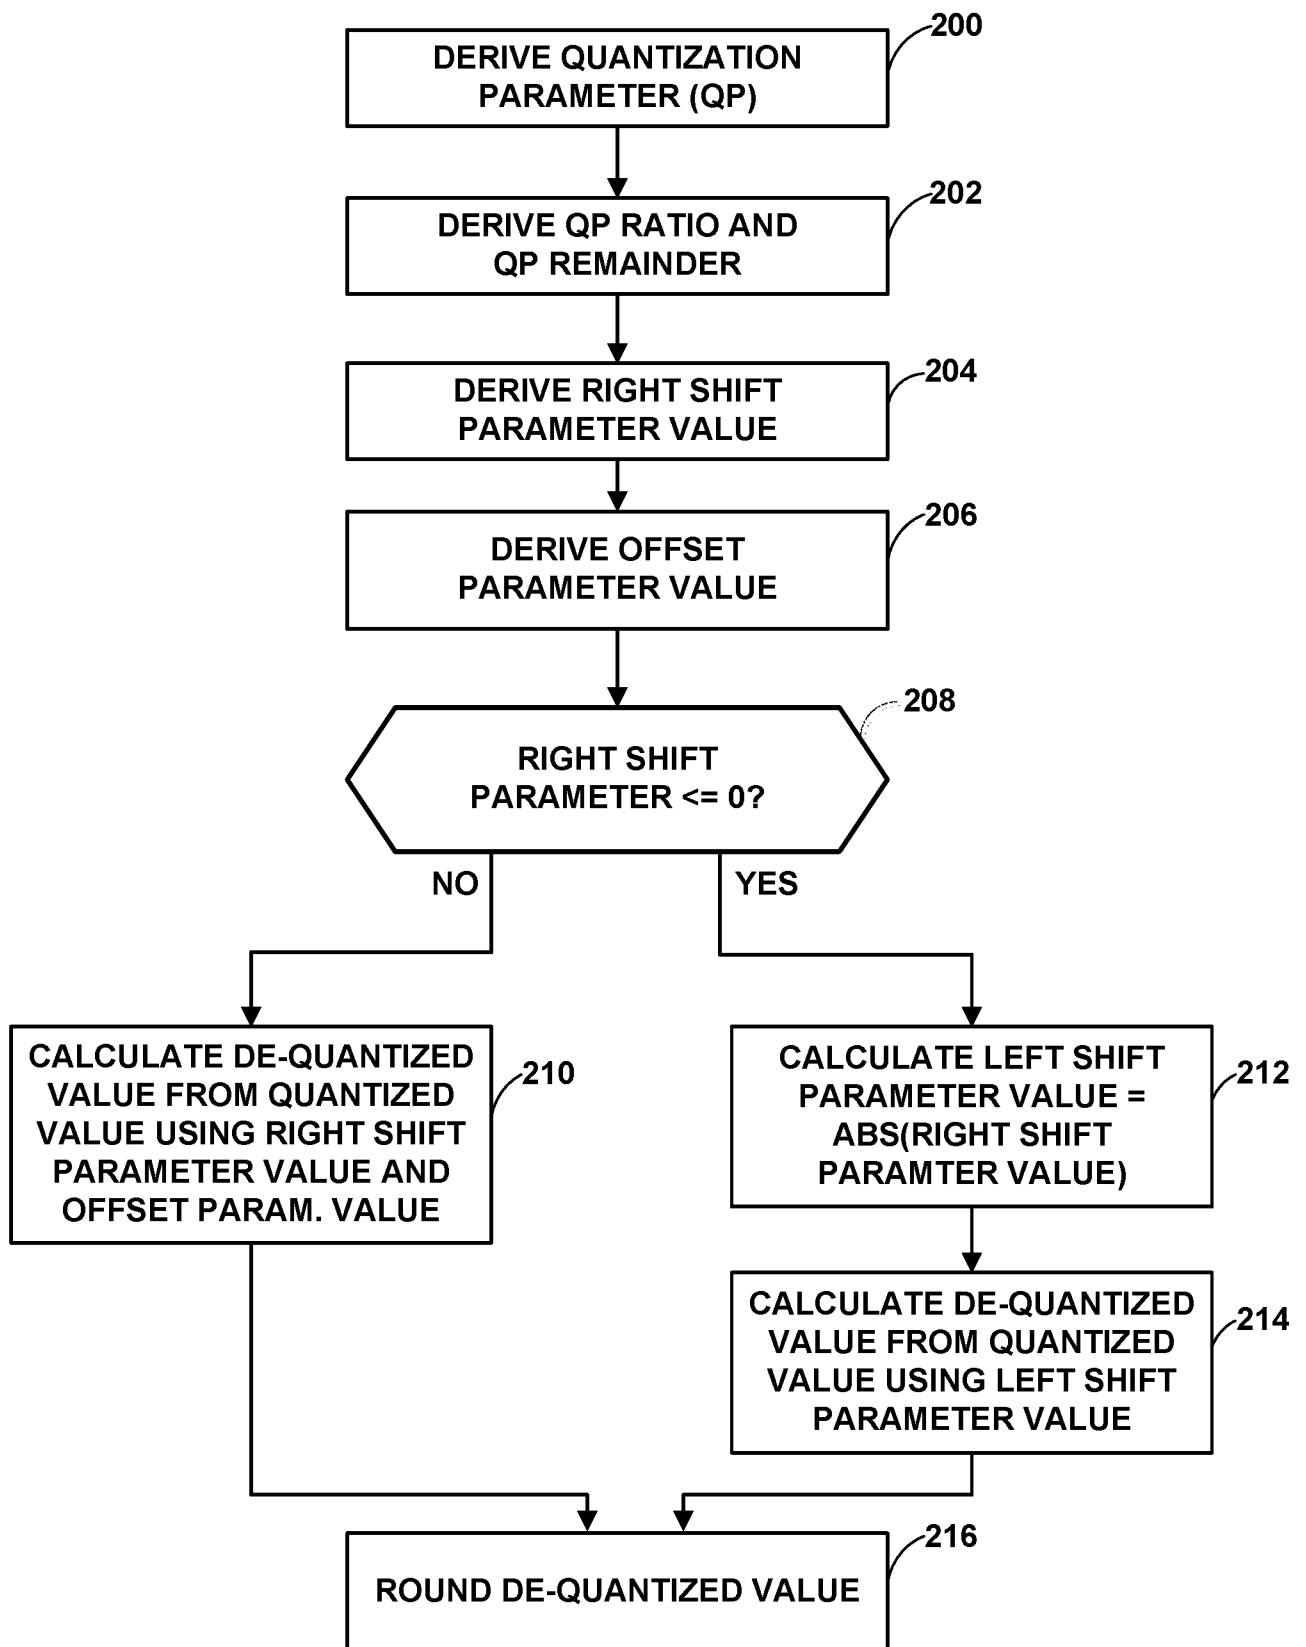 200
DERIVE QUANTIZATION
PARAMETER (QP)
202
DERIVE QP RATIO AND
QP REMAINDER
204
DERIVE RIGHT SHIFT
PARAMETER VALUE
206
DERIVE OFFSET
PARAMETER VALUE
208
RIGHT SHIFT
PARAMETER <= 0?
NO
YES
CALCULATE DE-QUANTIZED
VALUE FROM QUANTIZED
VALUE USING RIGHT SHIFT
PARAMETER VALUE AND
OFFSET PARAM. VALUE
210
CALCULATE LEFT SHIFT
PARAMETER VALUE =
ABS(RIGHT SHIFT
PARAMTER VALUE)
212
CALCULATE DE-QUANTIZED
VALUE FROM QUANTIZED
VALUE USING LEFT SHIFT
PARAMETER VALUE
214
216
ROUND DE-QUANTIZED VALUE